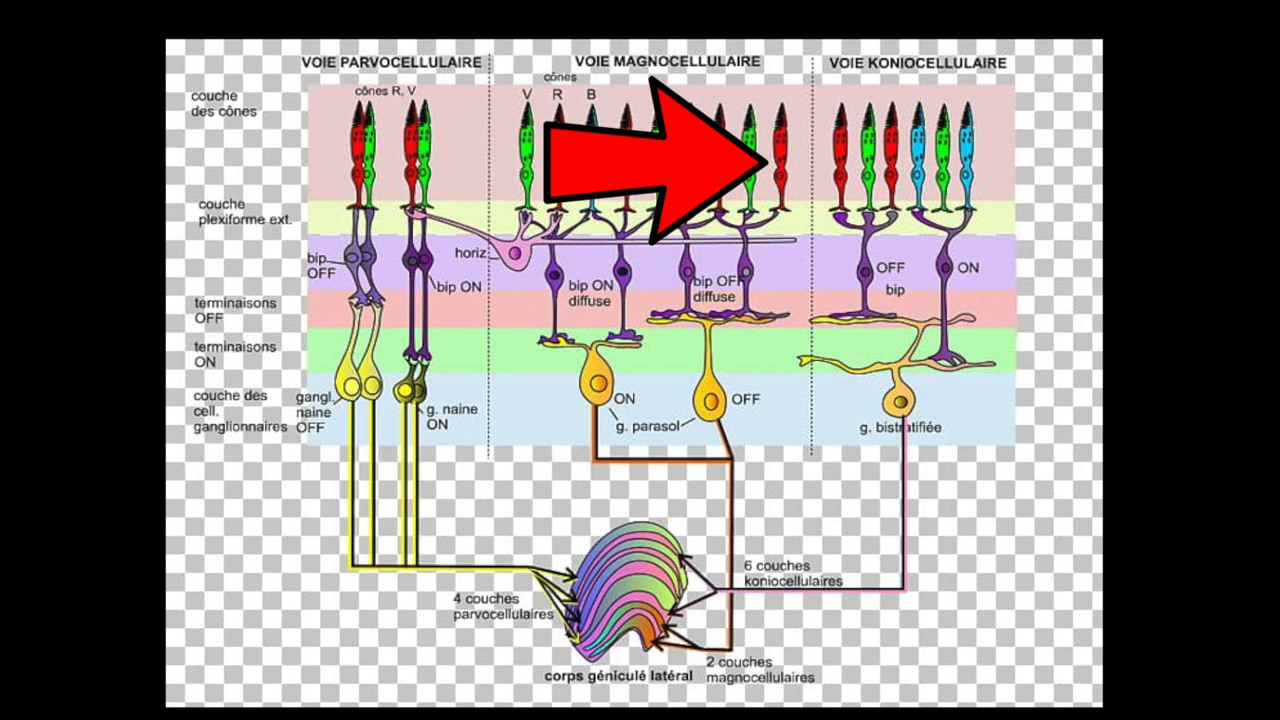 VOIE PARVOCELLULAIRE
VOIE MAGNOCELLULAIRE
VOIE KONIOCELLULAIRE
couche
des cônes
cônes R, V
cônes
V R B
couche
plexiforme ext.
bip
OFF
bip ON
horiz
bip ON
diffuse
bip OFF
diffuse
OFF
ON
bip
terminaisons
OFF
terminaisons
ON
couche des
cell.
ganglionnaires
gangl.
naine
OFF
g. naine
ON
ON
OFF
g. parasol
g. bistratifiée
6 couches
koniocellulaires
4 couches
parvocellulaires
2 couches
magnocellulaires
corps géniculé latéral